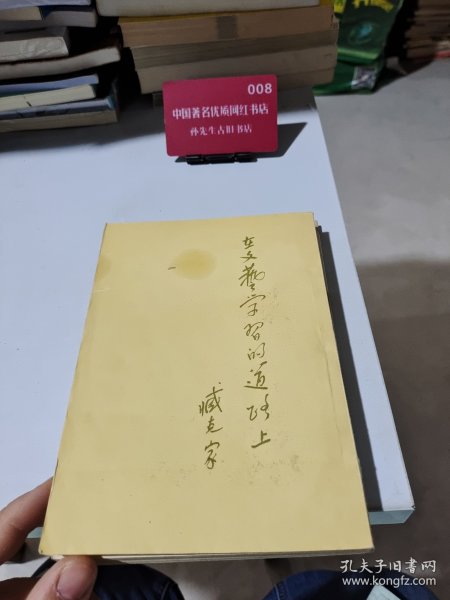 008
中国著名优质网红书店
孙先生古旧书店
在文艺学习的道路上
臧克家
孔夫子旧书网
www.kongfz.com